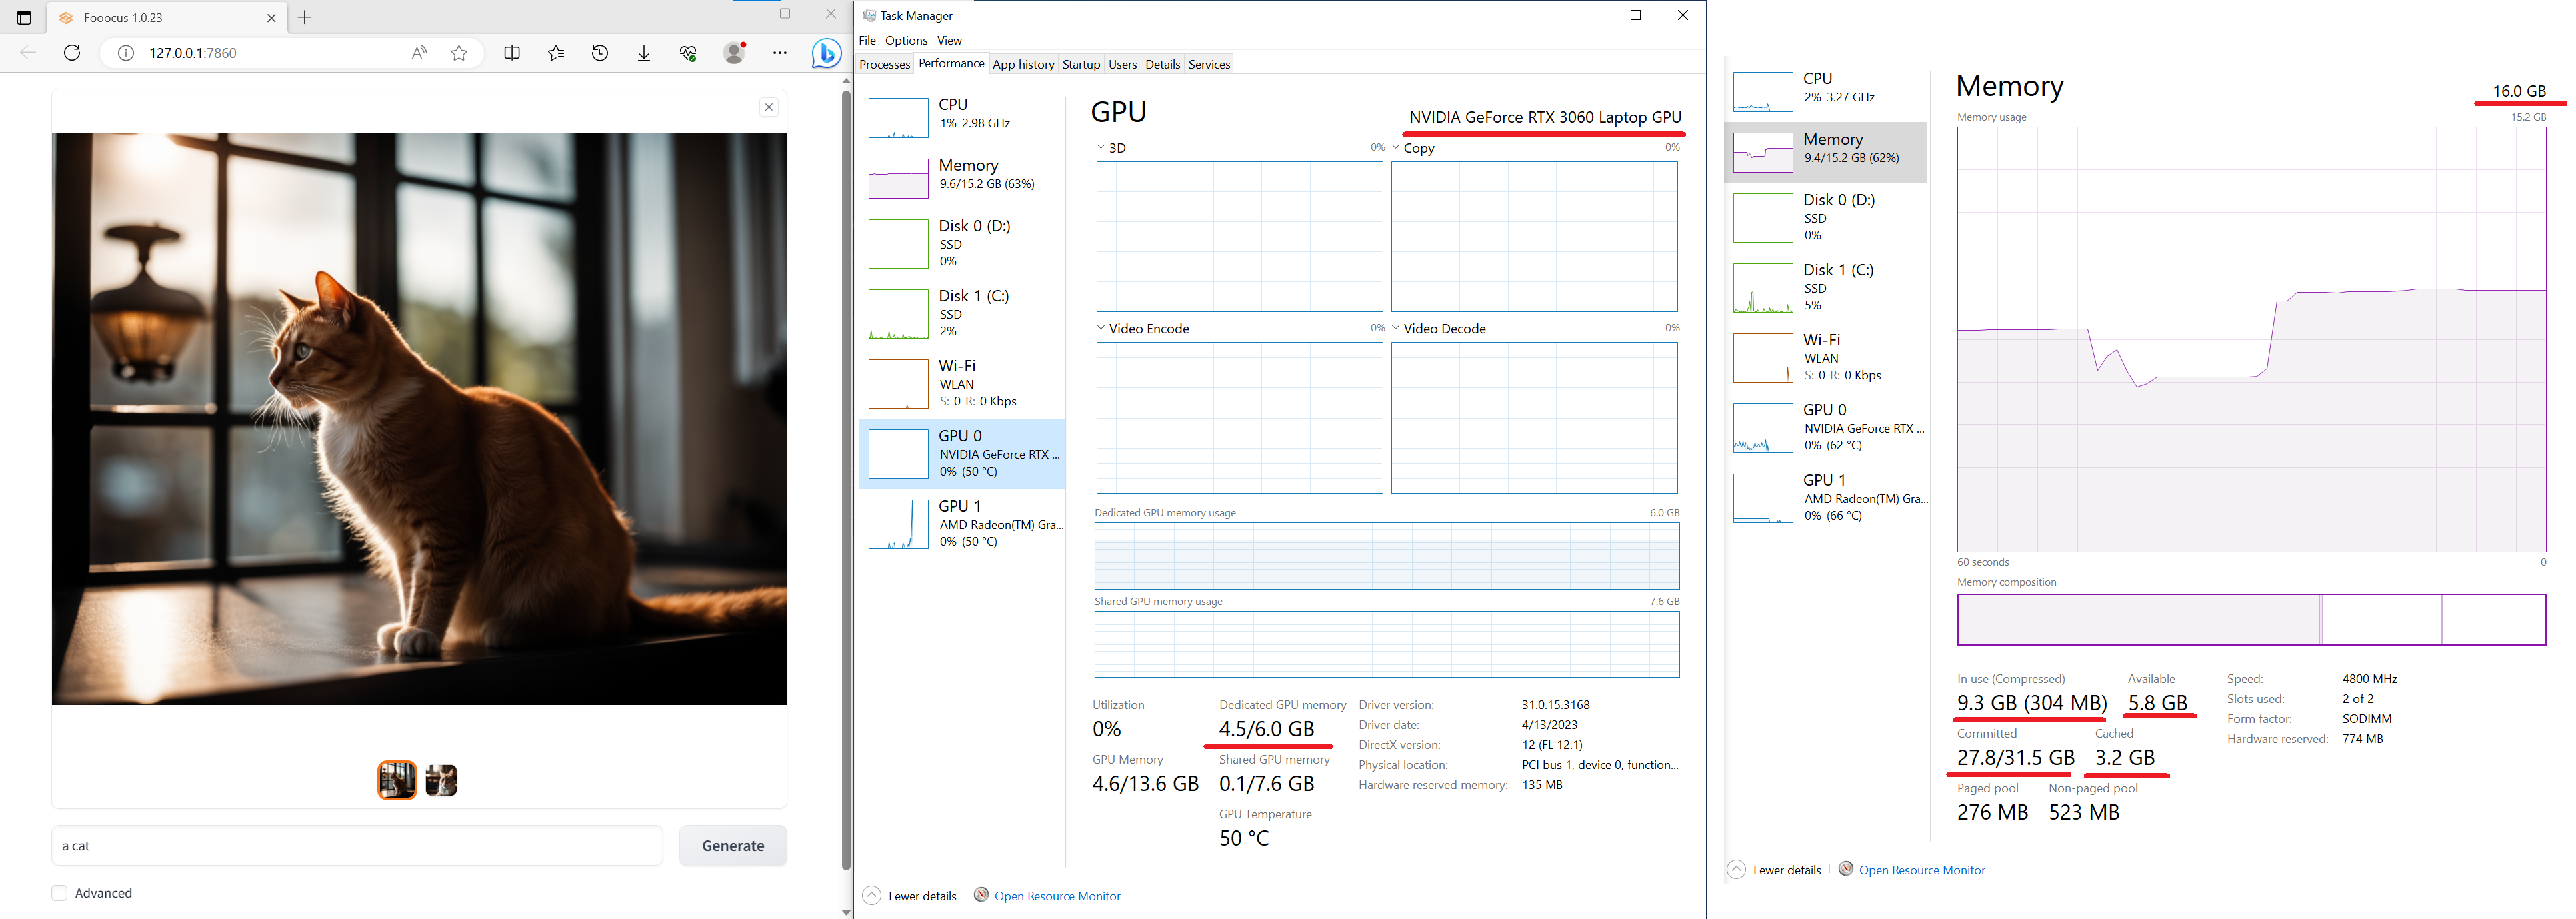 Fooocus 1.0.23
127.0.0.1:7860
a cat
Generate
Advanced
Task Manager
File Options View
Processes Performance App history Startup Users Details Services
CPU
1% 2.98 GHz
Memory
9.6/15.2 GB (63%)
Disk 0 (D:)
SSD
0%
Disk 1 (C:)
SSD
2%
Wi-Fi
WLAN
S: 0 R: 0 Kbps
GPU 0
NVIDIA GeForce RTX ...
0% (50 °C)
GPU 1
AMD Radeon(TM) Gra...
0% (50 °C)
GPU
NVIDIA GeForce RTX 3060 Laptop GPU
3D 0% Copy 0%
Video Encode 0% Video Decode 0%
Dedicated GPU memory usage 6.0 GB
Shared GPU memory usage 7.6 GB
Utilization
0%
Dedicated GPU memory
4.5/6.0 GB
GPU Memory
4.6/13.6 GB
Shared GPU memory
0.1/7.6 GB
GPU Temperature
50 °C
Driver version: 31.0.15.3168
Driver date: 4/13/2023
DirectX version: 12 (FL 12.1)
Physical location: PCI bus 1, device 0, function...
Hardware reserved memory: 135 MB
Fewer details
Open Resource Monitor
CPU
2% 3.27 GHz
Memory
9.4/15.2 GB (62%)
Disk 0 (D:)
SSD
0%
Disk 1 (C:)
SSD
5%
Wi-Fi
WLAN
S: 0 R: 0 Kbps
GPU 0
NVIDIA GeForce RTX ...
0% (62 °C)
GPU 1
AMD Radeon(TM) Gra...
0% (66 °C)
Memory
16.0 GB
Memory usage 15.2 GB
60 seconds 0
Memory composition
In use (Compressed)
9.3 GB (304 MB)
Available
5.8 GB
Committed
27.8/31.5 GB
Cached
3.2 GB
Paged pool
276 MB
Non-paged pool
523 MB
Speed: 4800 MHz
Slots used: 2 of 2
Form factor: SODIMM
Hardware reserved: 774 MB
Fewer details
Open Resource Monitor